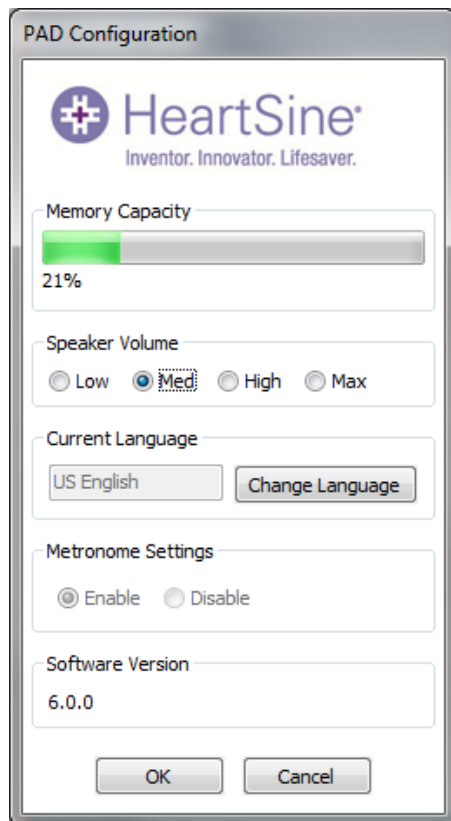 PAD Configuration
HeartSine®
Inventor. Innovator. Lifesaver.
Memory Capacity
21%
Speaker Volume
Low Med High Max
Current Language
US English Change Language
Metronome Settings
Enable Disable
Software Version
6.0.0
OK Cancel